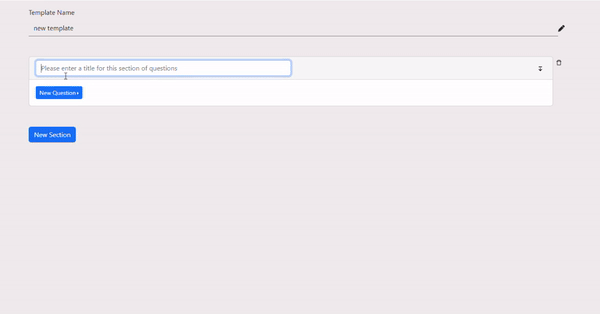 Template Name
new template
Please enter a title for this section of questions
New Question
New Section